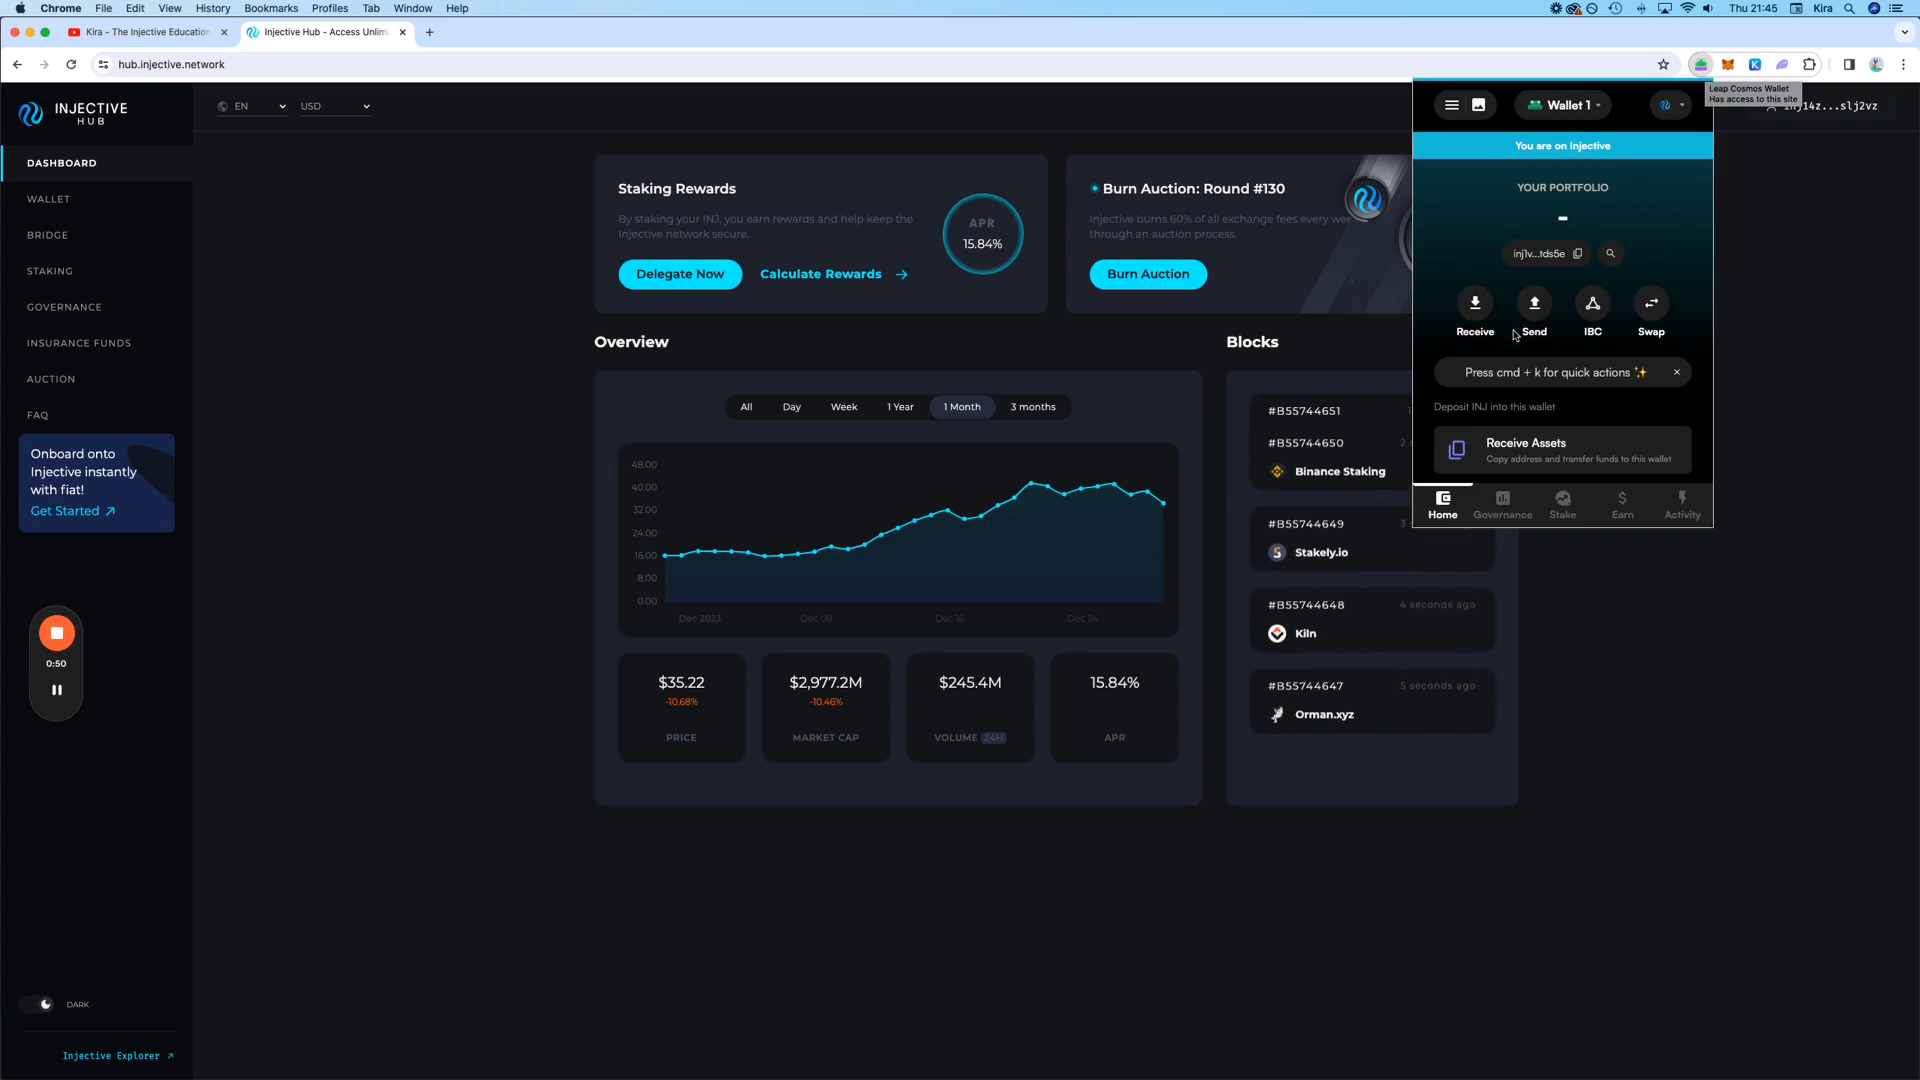 Chrome File Edit View History Bookmarks Profiles Tab Window Help
Thu 21:45 Kira
Kira - The Injective Education
Injective Hub - Access Unlimi
hub.injective.network
Leap Cosmos Wallet
Has access to this site
INJECTIVE
HUB
EN
USD
inj14z...slj2vz
DASHBOARD
WALLET
BRIDGE
STAKING
GOVERNANCE
INSURANCE FUNDS
AUCTION
FAQ
Onboard onto
Injective instantly
with fiat!
Get Started ↗
0:50
DARK
Injective Explorer ↗
Staking Rewards
By staking your INJ, you earn rewards and help keep the
Injective network secure.
Delegate Now
Calculate Rewards →
APR
15.84%
Burn Auction: Round #130
Injective burns 60% of all exchange fees every wee
through an auction process.
Burn Auction
Overview
All Day Week 1 Year 1 Month 3 months
48.00
40.00
32.00
24.00
16.00
8.00
0.00
Dec 2023 Dec 08 Dec 16 Dec 24
$35.22
-10.68%
PRICE
$2,977.2M
-10.46%
MARKET CAP
$245.4M
VOLUME 24H
15.84%
APR
Blocks
#B55744651 1
#B55744650 2 s
Binance Staking
#B55744649 3
Stakely.io
#B55744648 4 seconds ago
Kiln
#B55744647 5 seconds ago
Orman.xyz
Wallet 1
You are on Injective
YOUR PORTFOLIO
-
inj1v...tds5e
Receive Send IBC Swap
Press cmd + k for quick actions ✨
Deposit INJ into this wallet
Receive Assets
Copy address and transfer funds to this wallet
Home Governance Stake Earn Activity